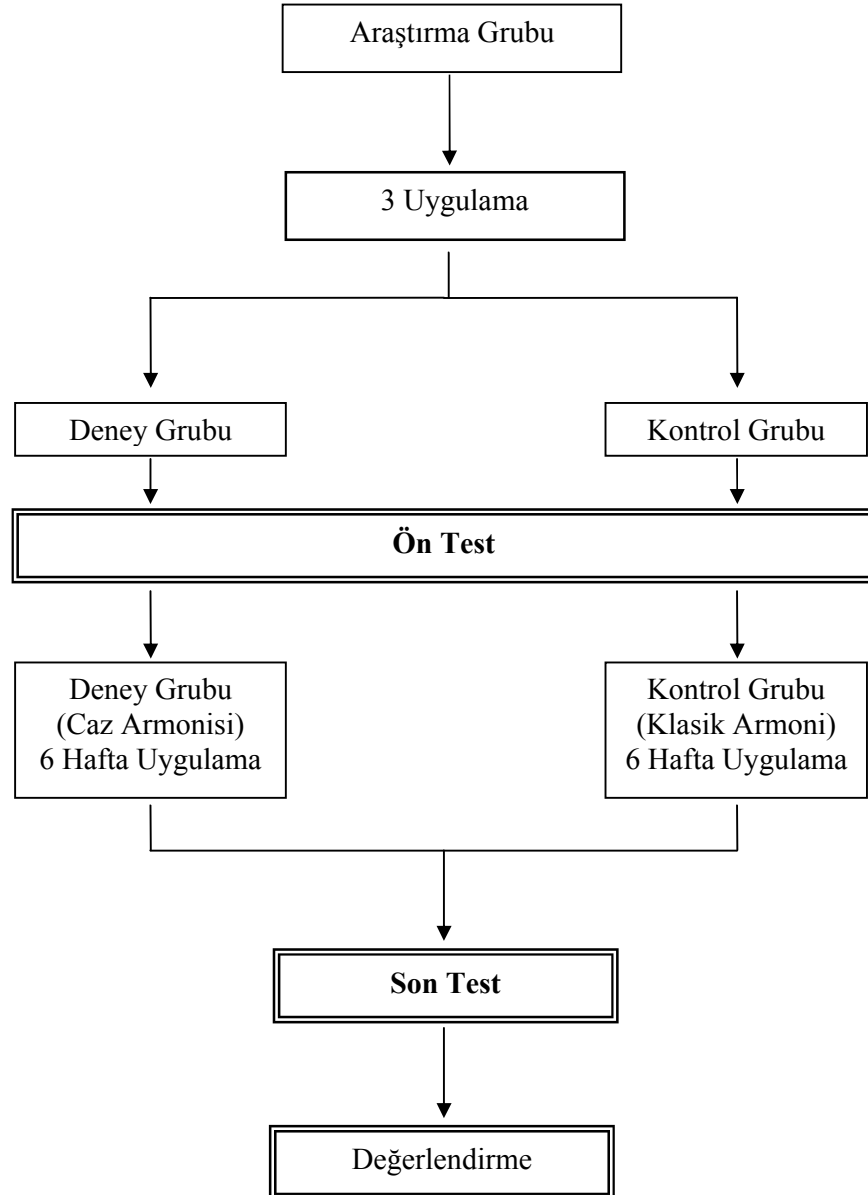 Araştırma Grubu
3 Uygulama
Deney Grubu
Kontrol Grubu
Ön Test
Deney Grubu
(Caz Armonisi)
6 Hafta Uygulama
Kontrol Grubu
(Klasik Armoni)
6 Hafta Uygulama
Son Test
Değerlendirme